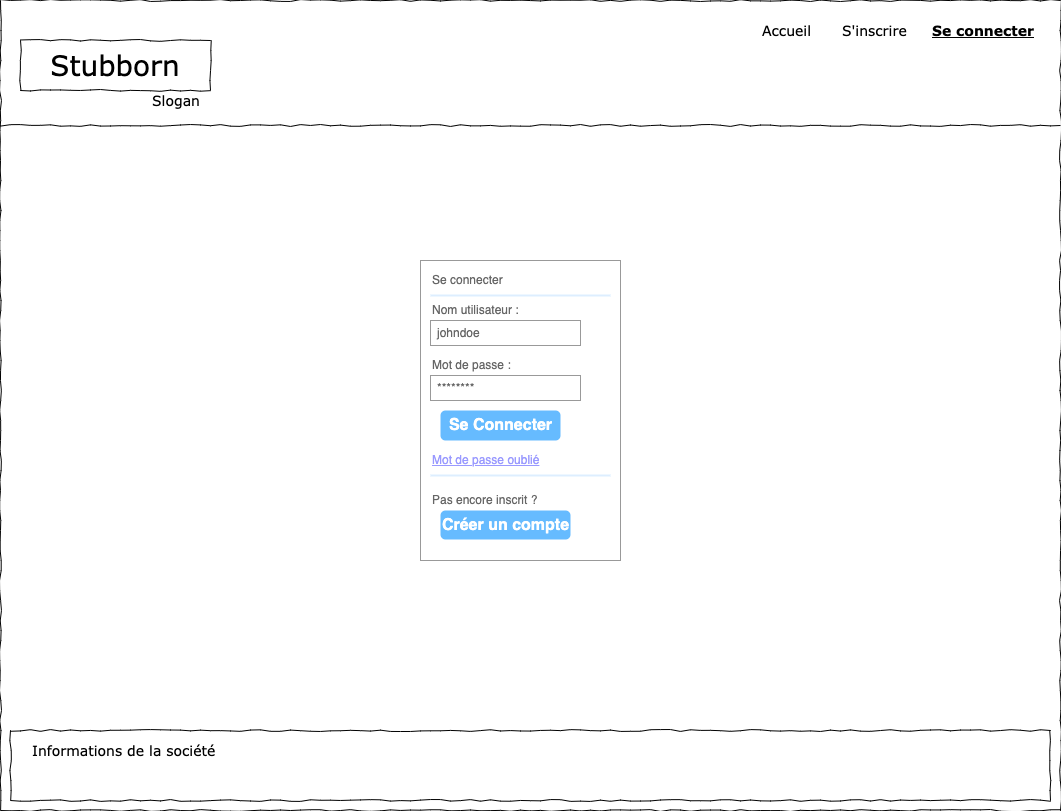 Accueil S'inscrire Se connecter
Stubborn
Slogan
Se connecter
Nom utilisateur :
johndoe
Mot de passe :
********
Se Connecter
Mot de passe oublié
Pas encore inscrit ?
Créer un compte
Informations de la société